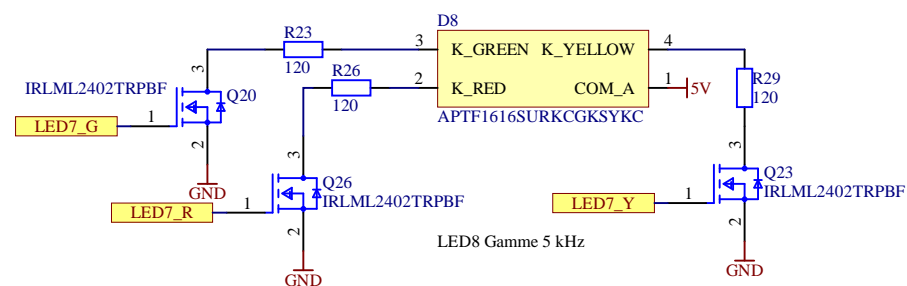 D8
R23
3 K_GREEN K_YELLOW 4
120
R26
2 K_RED COM_A 1 5V
120
APTF1616SURKCGKSYKC
R29
120
3
IRLML2402TRPBF
Q20
LED7_G 1
2
GND
3
Q26
IRLML2402TRPBF
LED7_R 1
2
GND
3
Q23
IRLML2402TRPBF
LED7_Y 1
2
GND
LED8 Gamme 5 kHz